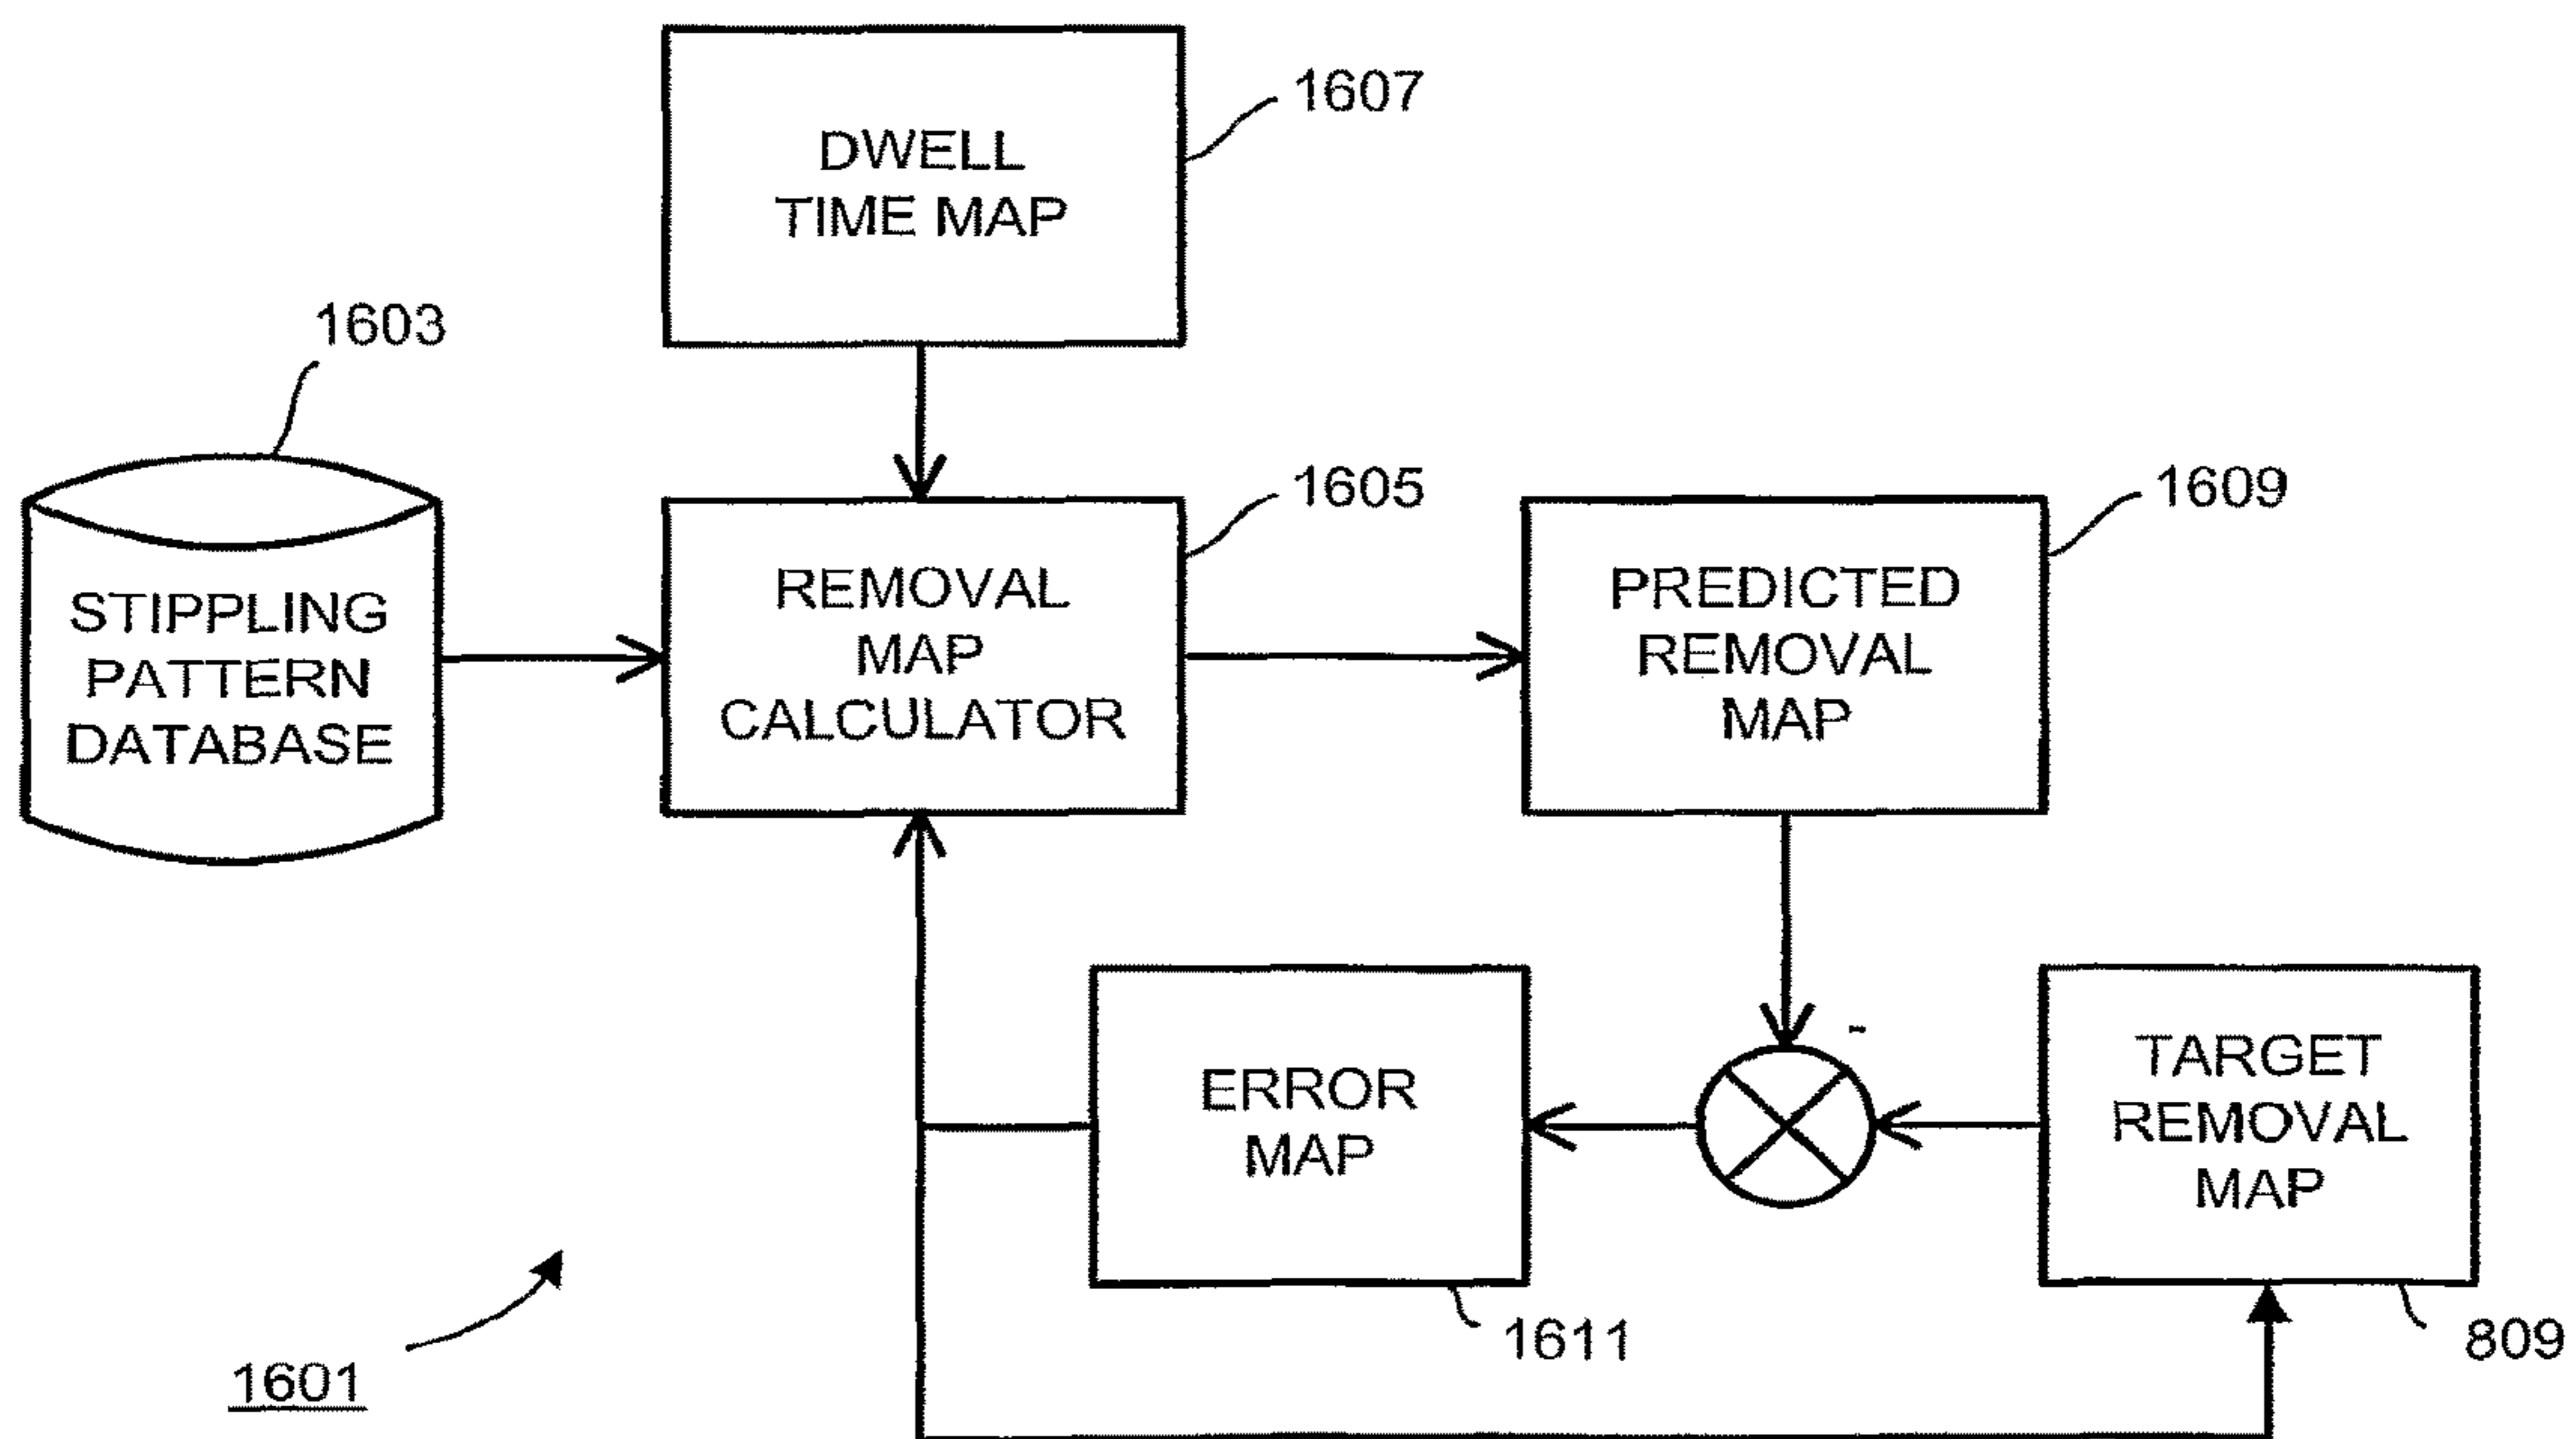 1607
DWELL
TIME MAP
1603
STIPPLING
PATTERN
DATABASE
1605
REMOVAL
MAP
CALCULATOR
1609
PREDICTED
REMOVAL
MAP
-
ERROR
MAP
1611
TARGET
REMOVAL
MAP
809
1601